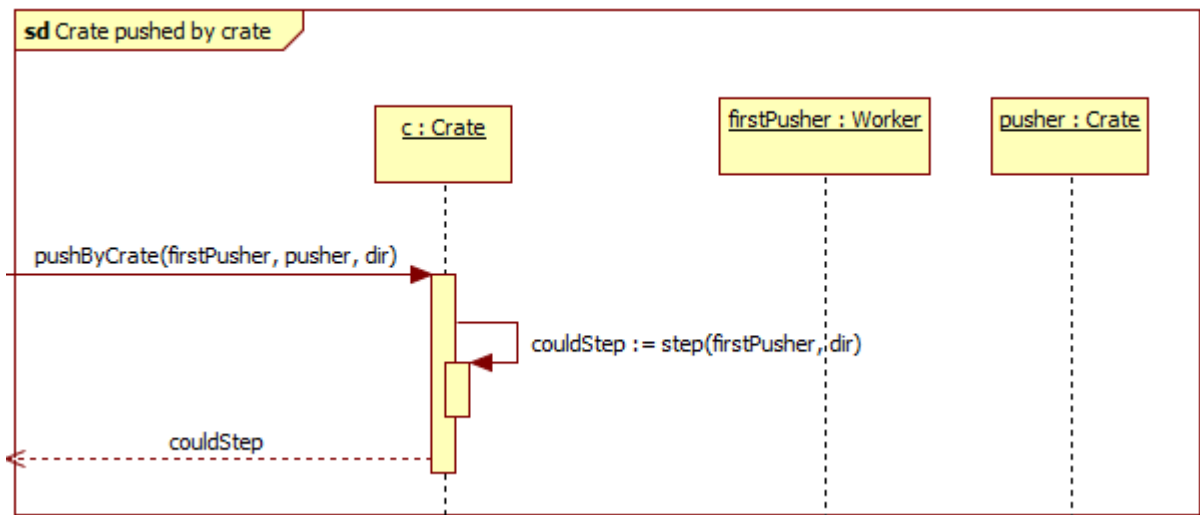 sd Crate pushed by crate
c : Crate
firstPusher : Worker
pusher : Crate
pushByCrate(firstPusher, pusher, dir)
couldStep := step(firstPusher, dir)
couldStep